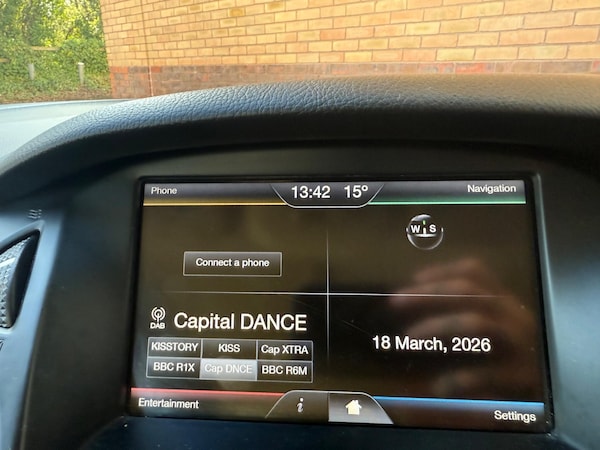 Phone
13:42 15°
Navigation
W S
Connect a phone
DAB
Capital DANCE
KISSTORY KISS Cap XTRA
BBC R1X Cap DNCE BBC R6M
18 March, 2026
Entertainment
i
Settings